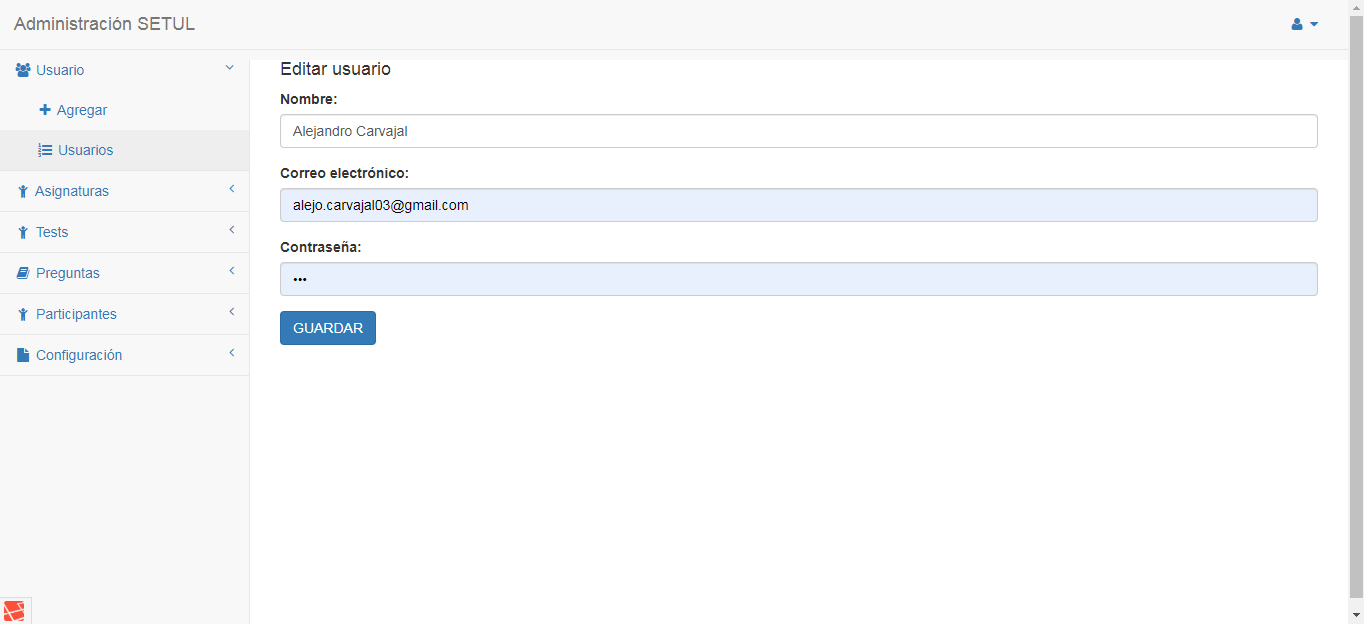 Administración SETUL
Usuario
Agregar
Usuarios
Asignaturas
Tests
Preguntas
Participantes
Configuración
Editar usuario
Nombre:
Alejandro Carvajal
Correo electrónico:
alejo.carvajal03@gmail.com
Contraseña:
•••
GUARDAR